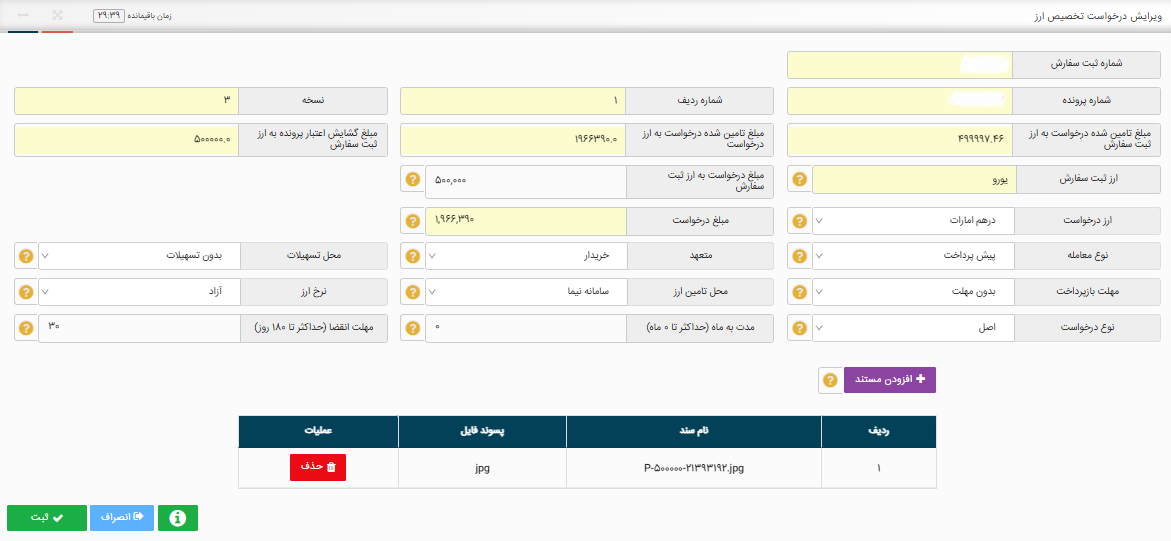 ویرایش درخواست تخصیص ارز
زمان باقیمانده ۲۹:۳۹
شماره ثبت سفارش
شماره پرونده
شماره ردیف ۱
نسخه ۳
مبلغ تامین شده درخواست به ارز ثبت سفارش ۴۹۹۹۹۷.۴۶
مبلغ تامین شده درخواست به ارز درخواست ۱۹۶۶۳۹۰.۰
مبلغ گشایش اعتبار پرونده به ارز ثبت سفارش ۵۰۰۰۰۰.۰
ارز ثبت سفارش یورو
مبلغ درخواست به ارز ثبت سفارش ۵۰۰,۰۰۰
ارز درخواست درهم امارات
مبلغ درخواست ۱,۹۶۶,۳۹۰
نوع معامله پیش پرداخت
متعهد خریدار
محل تسهیلات بدون تسهیلات
مهلت بازپرداخت بدون مهلت
محل تامین ارز سامانه نیما
نرخ ارز آزاد
نوع درخواست اصل
مدت به ماه (حداکثر تا ۰ ماه) ۰
مهلت انقضا (حداکثر تا ۱۸۰ روز) ۳۰
افزودن مستند
ردیف نام سند پسوند فایل عملیات
۱ P-۵۰۰۰۰۰-۲۱۳۹۳۱۹۲.jpg jpg حذف
انصراف
ثبت